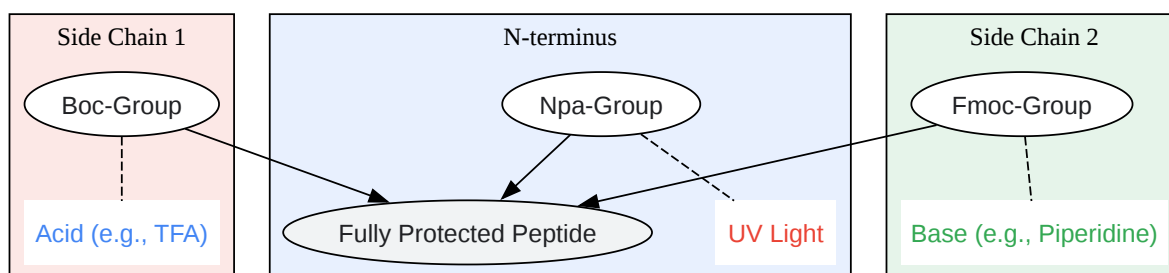 Side Chain 1
N-terminus
Side Chain 2
Boc-Group
Npa-Group
Fmoc-Group
Acid (e.g., TFA)
Fully Protected Peptide
UV Light
Base (e.g., Piperidine)